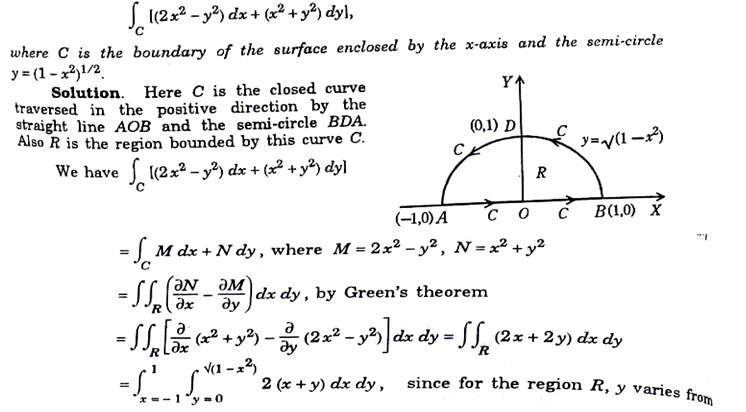 ∫_C [(2x² – y²) dx + (x² + y²) dy],
where C is the boundary of the surface enclosed by the x-axis and the semi-circle
y = (1 – x²)^1/2.
Solution. Here C is the closed curve
traversed in the positive direction by the
straight line AOB and the semi-circle BDA.
Also R is the region bounded by this curve C.
We have ∫_C [(2x² – y²) dx + (x² + y²) dy]
Y
(0,1) D
C
C
y=√(1 – x²)
R
(–1,0) A
C
O
C
B(1,0)
X
= ∫_C M dx + N dy, where M = 2x² – y², N = x² + y²
= ∫∫_R (∂N/∂x – ∂M/∂y) dx dy, by Green's theorem
= ∫∫_R [∂/∂x (x² + y²) – ∂/∂y (2x² – y²)] dx dy = ∫∫_R (2x + 2y) dx dy
= ∫_{x = – 1}^{1} ∫_{y = 0}^{√(1 – x²)} 2 (x + y) dx dy, since for the region R, y varies from